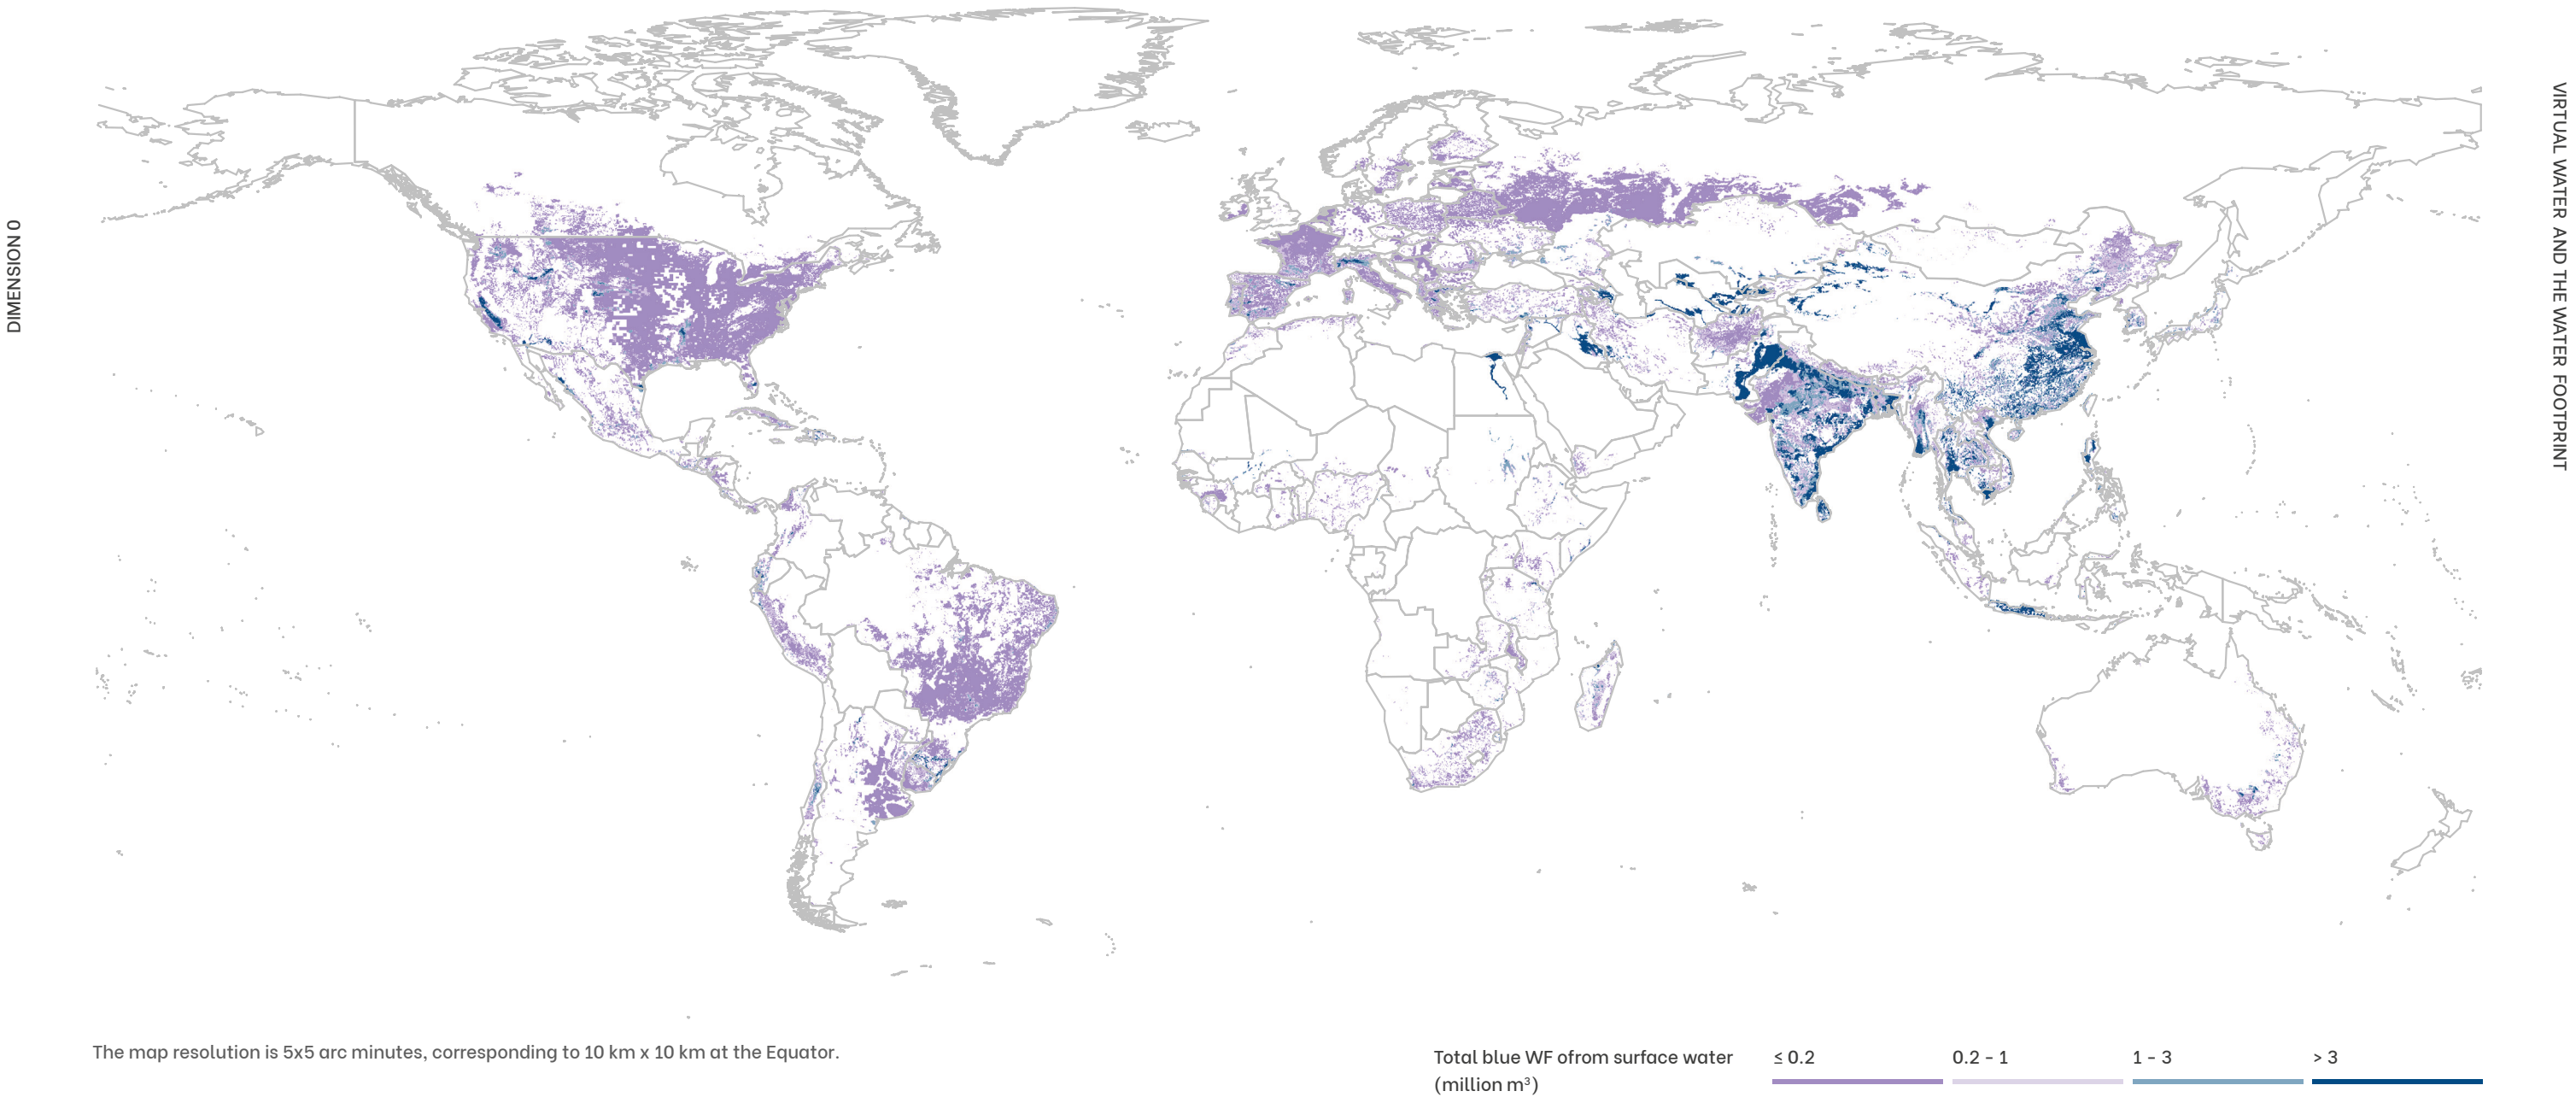 DIMENSION 0
VIRTUAL WATER AND THE WATER FOOTPRINT
The map resolution is 5x5 arc minutes, corresponding to 10 km x 10 km at the Equator.
Total blue WF ofrom surface water
(million m³)
≤ 0.2
0.2 - 1
1 - 3
> 3